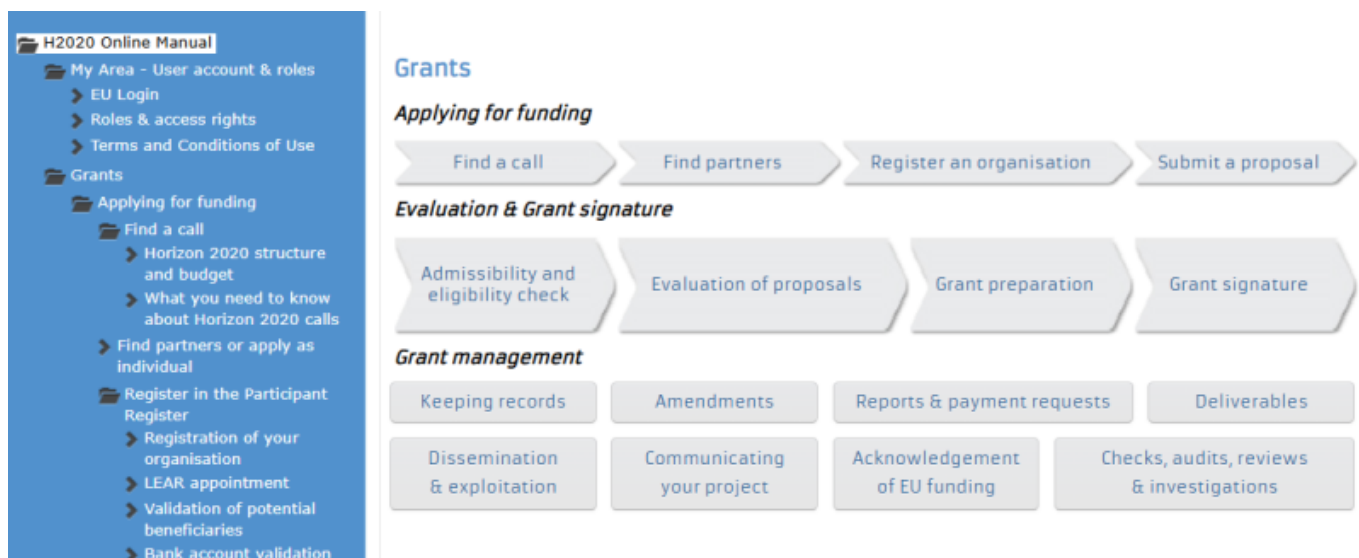 H2020 Online Manual
My Area - User account & roles
EU Login
Roles & access rights
Terms and Conditions of Use
Grants
Applying for funding
Find a call
Horizon 2020 structure
and budget
What you need to know
about Horizon 2020 calls
Find partners or apply as
individual
Register in the Participant
Register
Registration of your
organisation
LEAR appointment
Validation of potential
beneficiaries
Bank account validation
Grants
Applying for funding
Find a call
Find partners
Register an organisation
Submit a proposal
Evaluation & Grant signature
Admissibility and
eligibility check
Evaluation of proposals
Grant preparation
Grant signature
Grant management
Keeping records
Amendments
Reports & payment requests
Deliverables
Dissemination
& exploitation
Communicating
your project
Acknowledgement
of EU funding
Checks, audits, reviews
& investigations